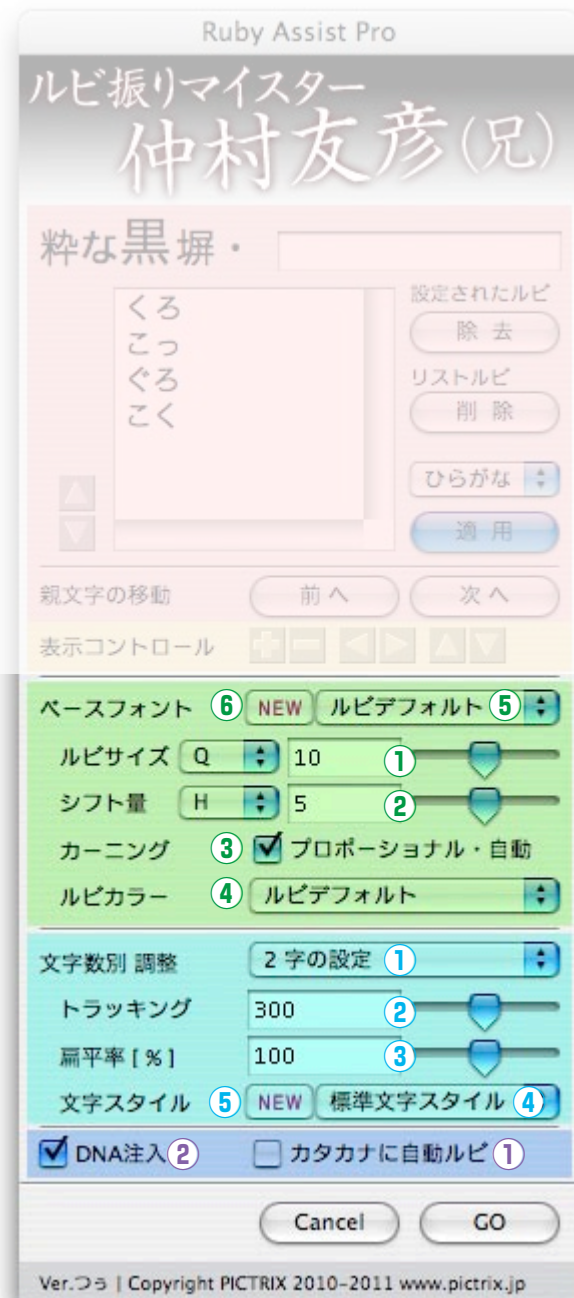 Ruby Assist Pro
ルビ振りマイスター
仲村友彦(兄)
粋な黒塀・
くろ
こっ
ぐろ
こく
設定されたルビ
除 去
リストルビ
削 除
ひらがな
適 用
親文字の移動 前 へ 次 へ
表示コントロール
ベースフォント ⑥ NEW ルビデフォルト ⑤
ルビサイズ Q 10 ①
シフト量 H 5 ②
カーニング ③ プロポーショナル・自動
ルビカラー ④ ルビデフォルト
文字数別 調整 2 字の設定 ①
トラッキング 300 ②
扁平率 [ % ] 100 ③
文字スタイル ⑤ NEW 標準文字スタイル ④
DNA注入 ② カタカナに自動ルビ ①
Cancel GO
Ver.つぅ | Copyright PICTRIX 2010-2011 www.pictrix.jp